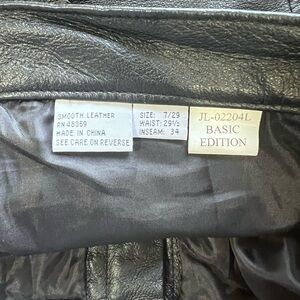 SMOOTH LEATHER
RN 48369
MADE IN CHINA
SEE CARE ON REVERSE
SIZE: 7/29
WAIST: 29½
INSEAM: 34
JL-02204L
BASIC
EDITION